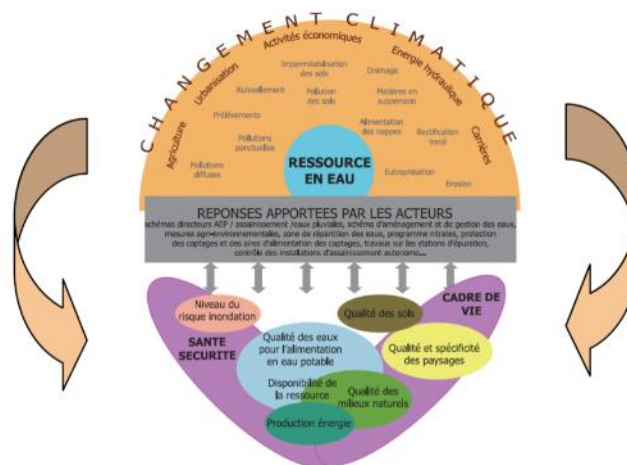 CHANGEMENT CLIMATIQUE
Activités économiques
Urbanisation
Energie hydraulique
Agriculture
Carrières
Imperméabilisation
des sols
Drainage
Ruissellement
Pollution
des sols
Matières en
suspension
Prélèvements
Alimentation
des nappes
Pollutions
ponctuelles
Rectification
tracé
Pollutions
diffuses
Eutrophisation
Erosion
RESSOURCE
EN EAU
REPONSES APPORTEES PAR LES ACTEURS
schémas directeurs AEP / assainissement /eaux pluviales, schéma d'aménagement et de gestion des eaux,
mesures agri-environnementales, zone de répartition des eaux, programme nitrates, protection
des captages et des aires d'alimentation des captages, travaux sur les stations d'épuration,
contrôle des installations d'assainissement autonome...
Niveau du
risque inondation
Qualité des sols
CADRE DE
VIE
SANTE
SECURITE
Qualité des eaux
pour l'alimentation
en eau potable
Qualité et spécificité
des paysages
Disponibilité de
la ressource
Qualité des
milieux naturels
Production énergie